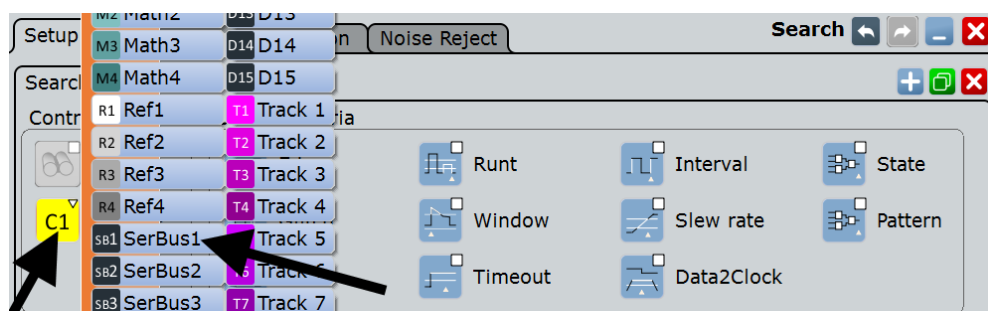 M2 Math2 D13 D13
Setup
Noise Reject
Search
M3 Math3 D14 D14
M4 Math4 D15 D15
R1 Ref1 T1 Track 1
R2 Ref2 T2 Track 2
Runt
Interval
State
R3 Ref3 T3 Track 3
C1
R4 Ref4 T4 Track 4
Window
Slew rate
Pattern
SB1 SerBus1 Track 5
SB2 SerBus2 Track 6
Timeout
Data2Clock
SB3 SerBus3 T7 Track 7